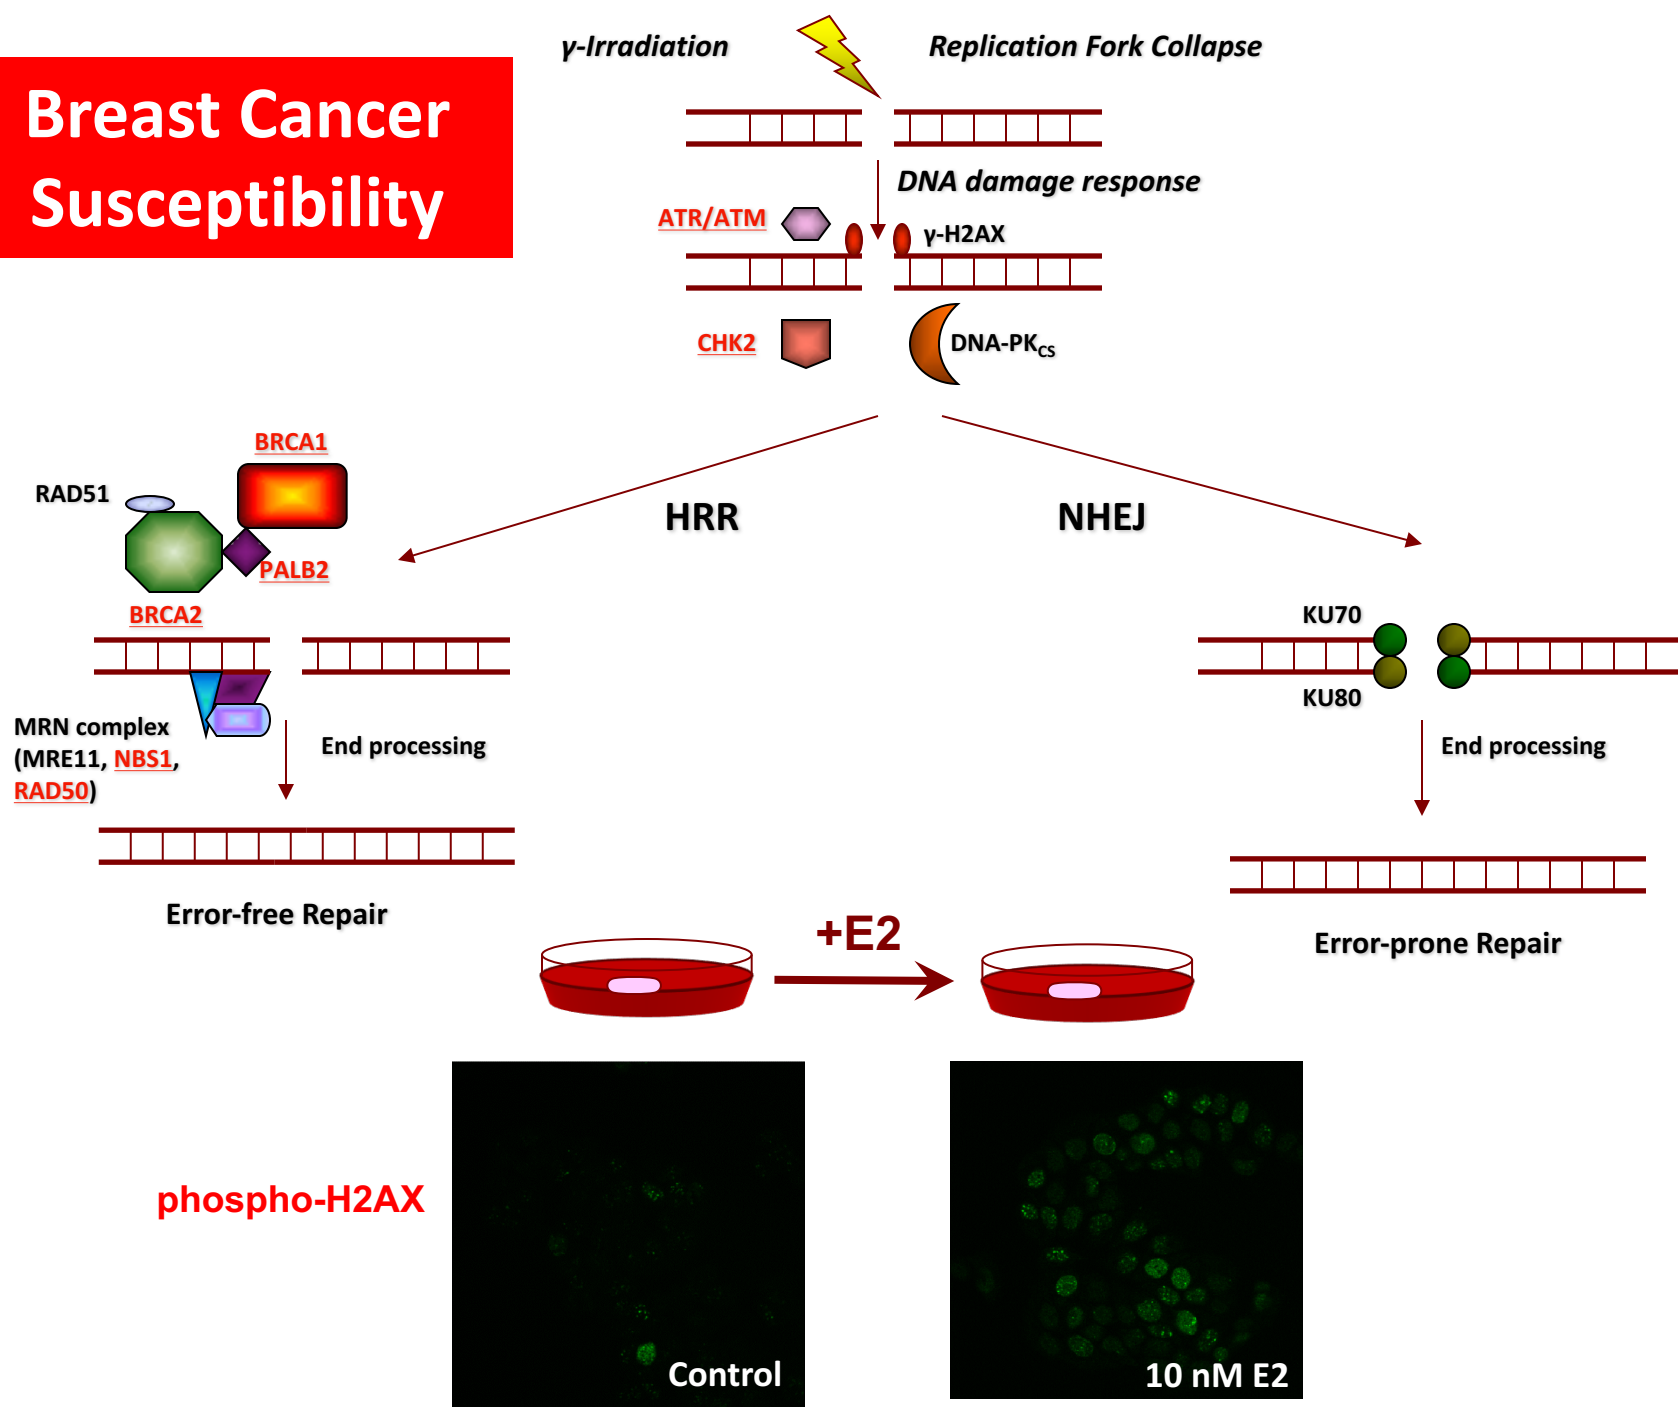 γ-Irradiation
Replication Fork Collapse
Breast Cancer
Susceptibility
DNA damage response
ATR/ATM
γ-H2AX
CHK2
DNA-PKCS
BRCA1
RAD51
HRR
NHEJ
PALB2
BRCA2
KU70
KU80
MRN complex
(MRE11, NBS1,
RAD50)
End processing
End processing
Error-free Repair
Error-prone Repair
+E2
phospho-H2AX
Control
10 nM E2